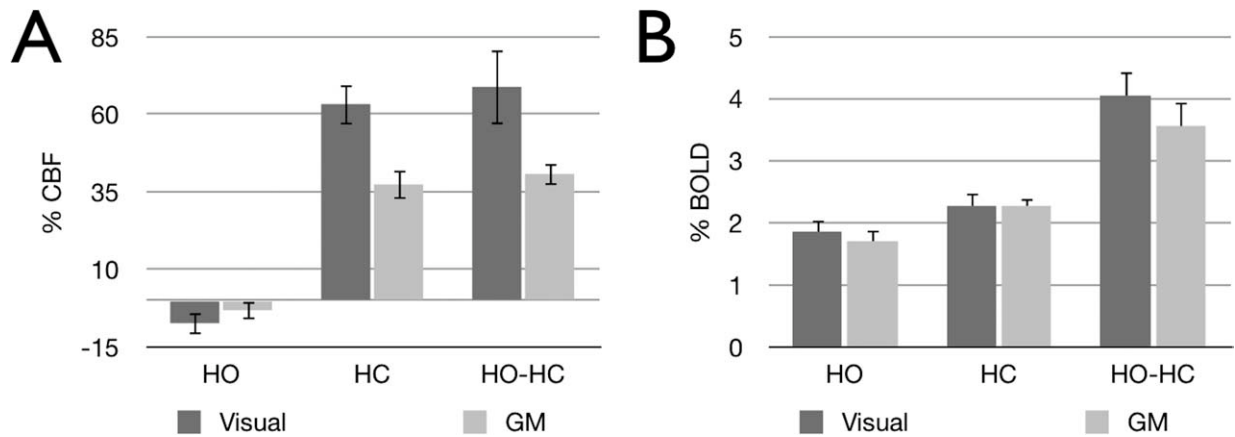 A
% CBF
85
60
35
10
-15
HO HC HO-HC
Visual GM
B
% BOLD
5
4
3
2
1
0
HO HC HO-HC
Visual GM